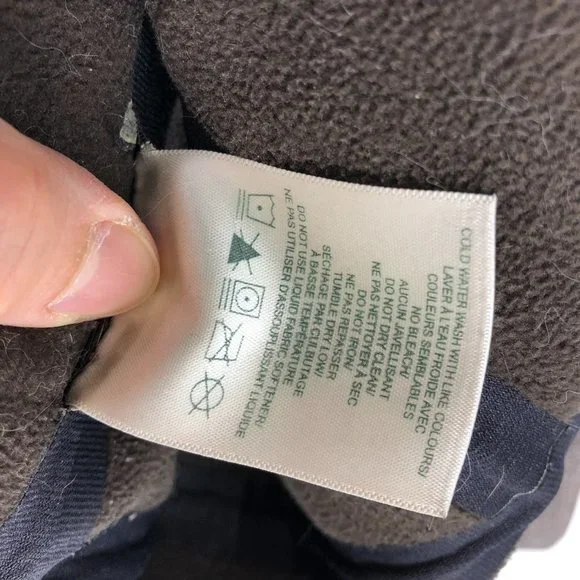 COLD WATER WASH WITH LIKE COLOURS/
LAVER À L'EAU FROIDE AVEC
COULEURS SEMBLABLES
NO BLEACH/
AUCUN JAVELLISANT
DO NOT DRY CLEAN/
NE PAS NETTOYER À SEC
DO NOT IRON/
NE PAS REPASSER
TUMBLE DRY LOW/
SÉCHAGE PAR CULBUTAGE
À BASSE TEMPÉRATURE
DO NOT USE LIQUID FABRIC SOFTENER/
NE PAS UTILISER D'ASSOUPLISSANT LIQUIDE